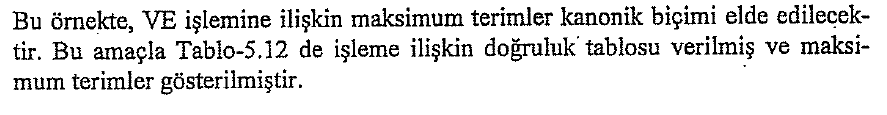 Bu örnekte, VE işlemine ilişkin maksimum terimler kanonik biçimi elde edilecek-
tir. Bu amaçla Tablo-5.12 de işleme ilişkin doğruluk tablosu verilmiş ve maksi-
mum terimler gösterilmiştir.